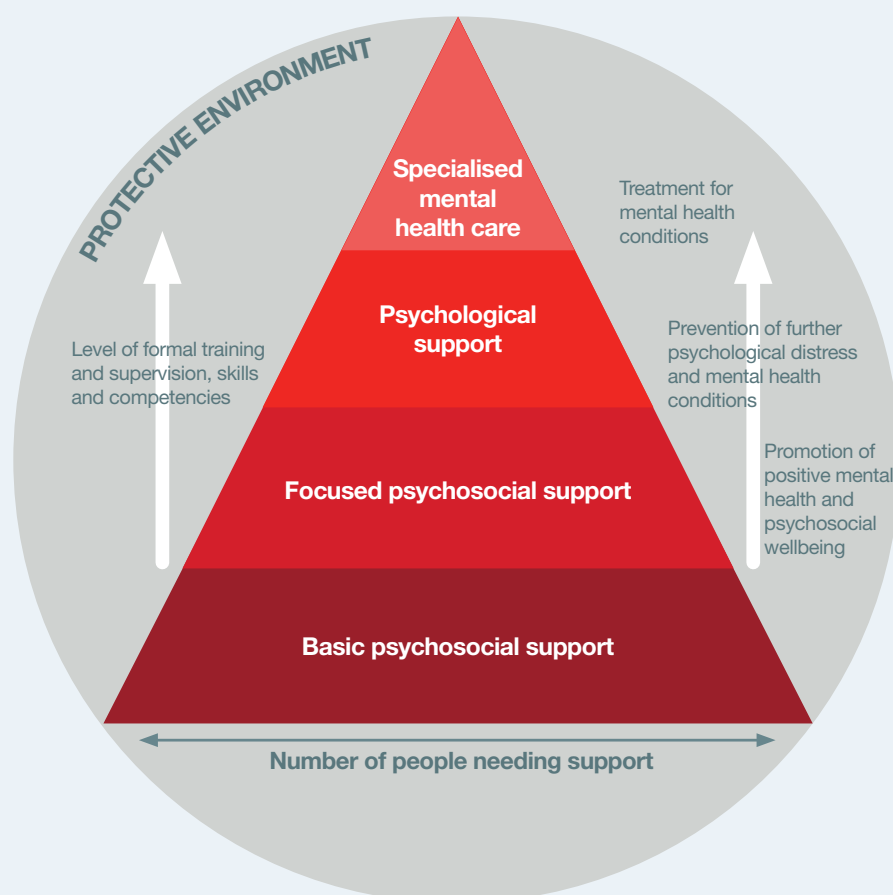 PROTECTIVE ENVIRONMENT
Specialised
mental
health care
Treatment for
mental health
conditions
Psychological
support
Level of formal training
and supervision, skills
and competencies
Prevention of further
psychological distress
and mental health
conditions
Focused psychosocial support
Promotion of
positive mental
health and
psychosocial
wellbeing
Basic psychosocial support
Number of people needing support